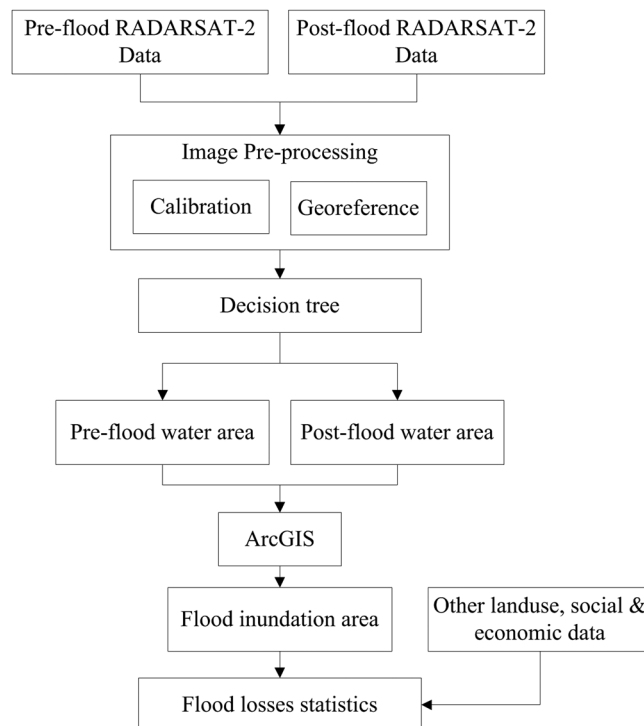 Pre-flood RADARSAT-2
Data
Post-flood RADARSAT-2
Data
Image Pre-processing
Calibration
Georeference
Decision tree
Pre-flood water area
Post-flood water area
ArcGIS
Flood inundation area
Other landuse, social &
economic data
Flood losses statistics